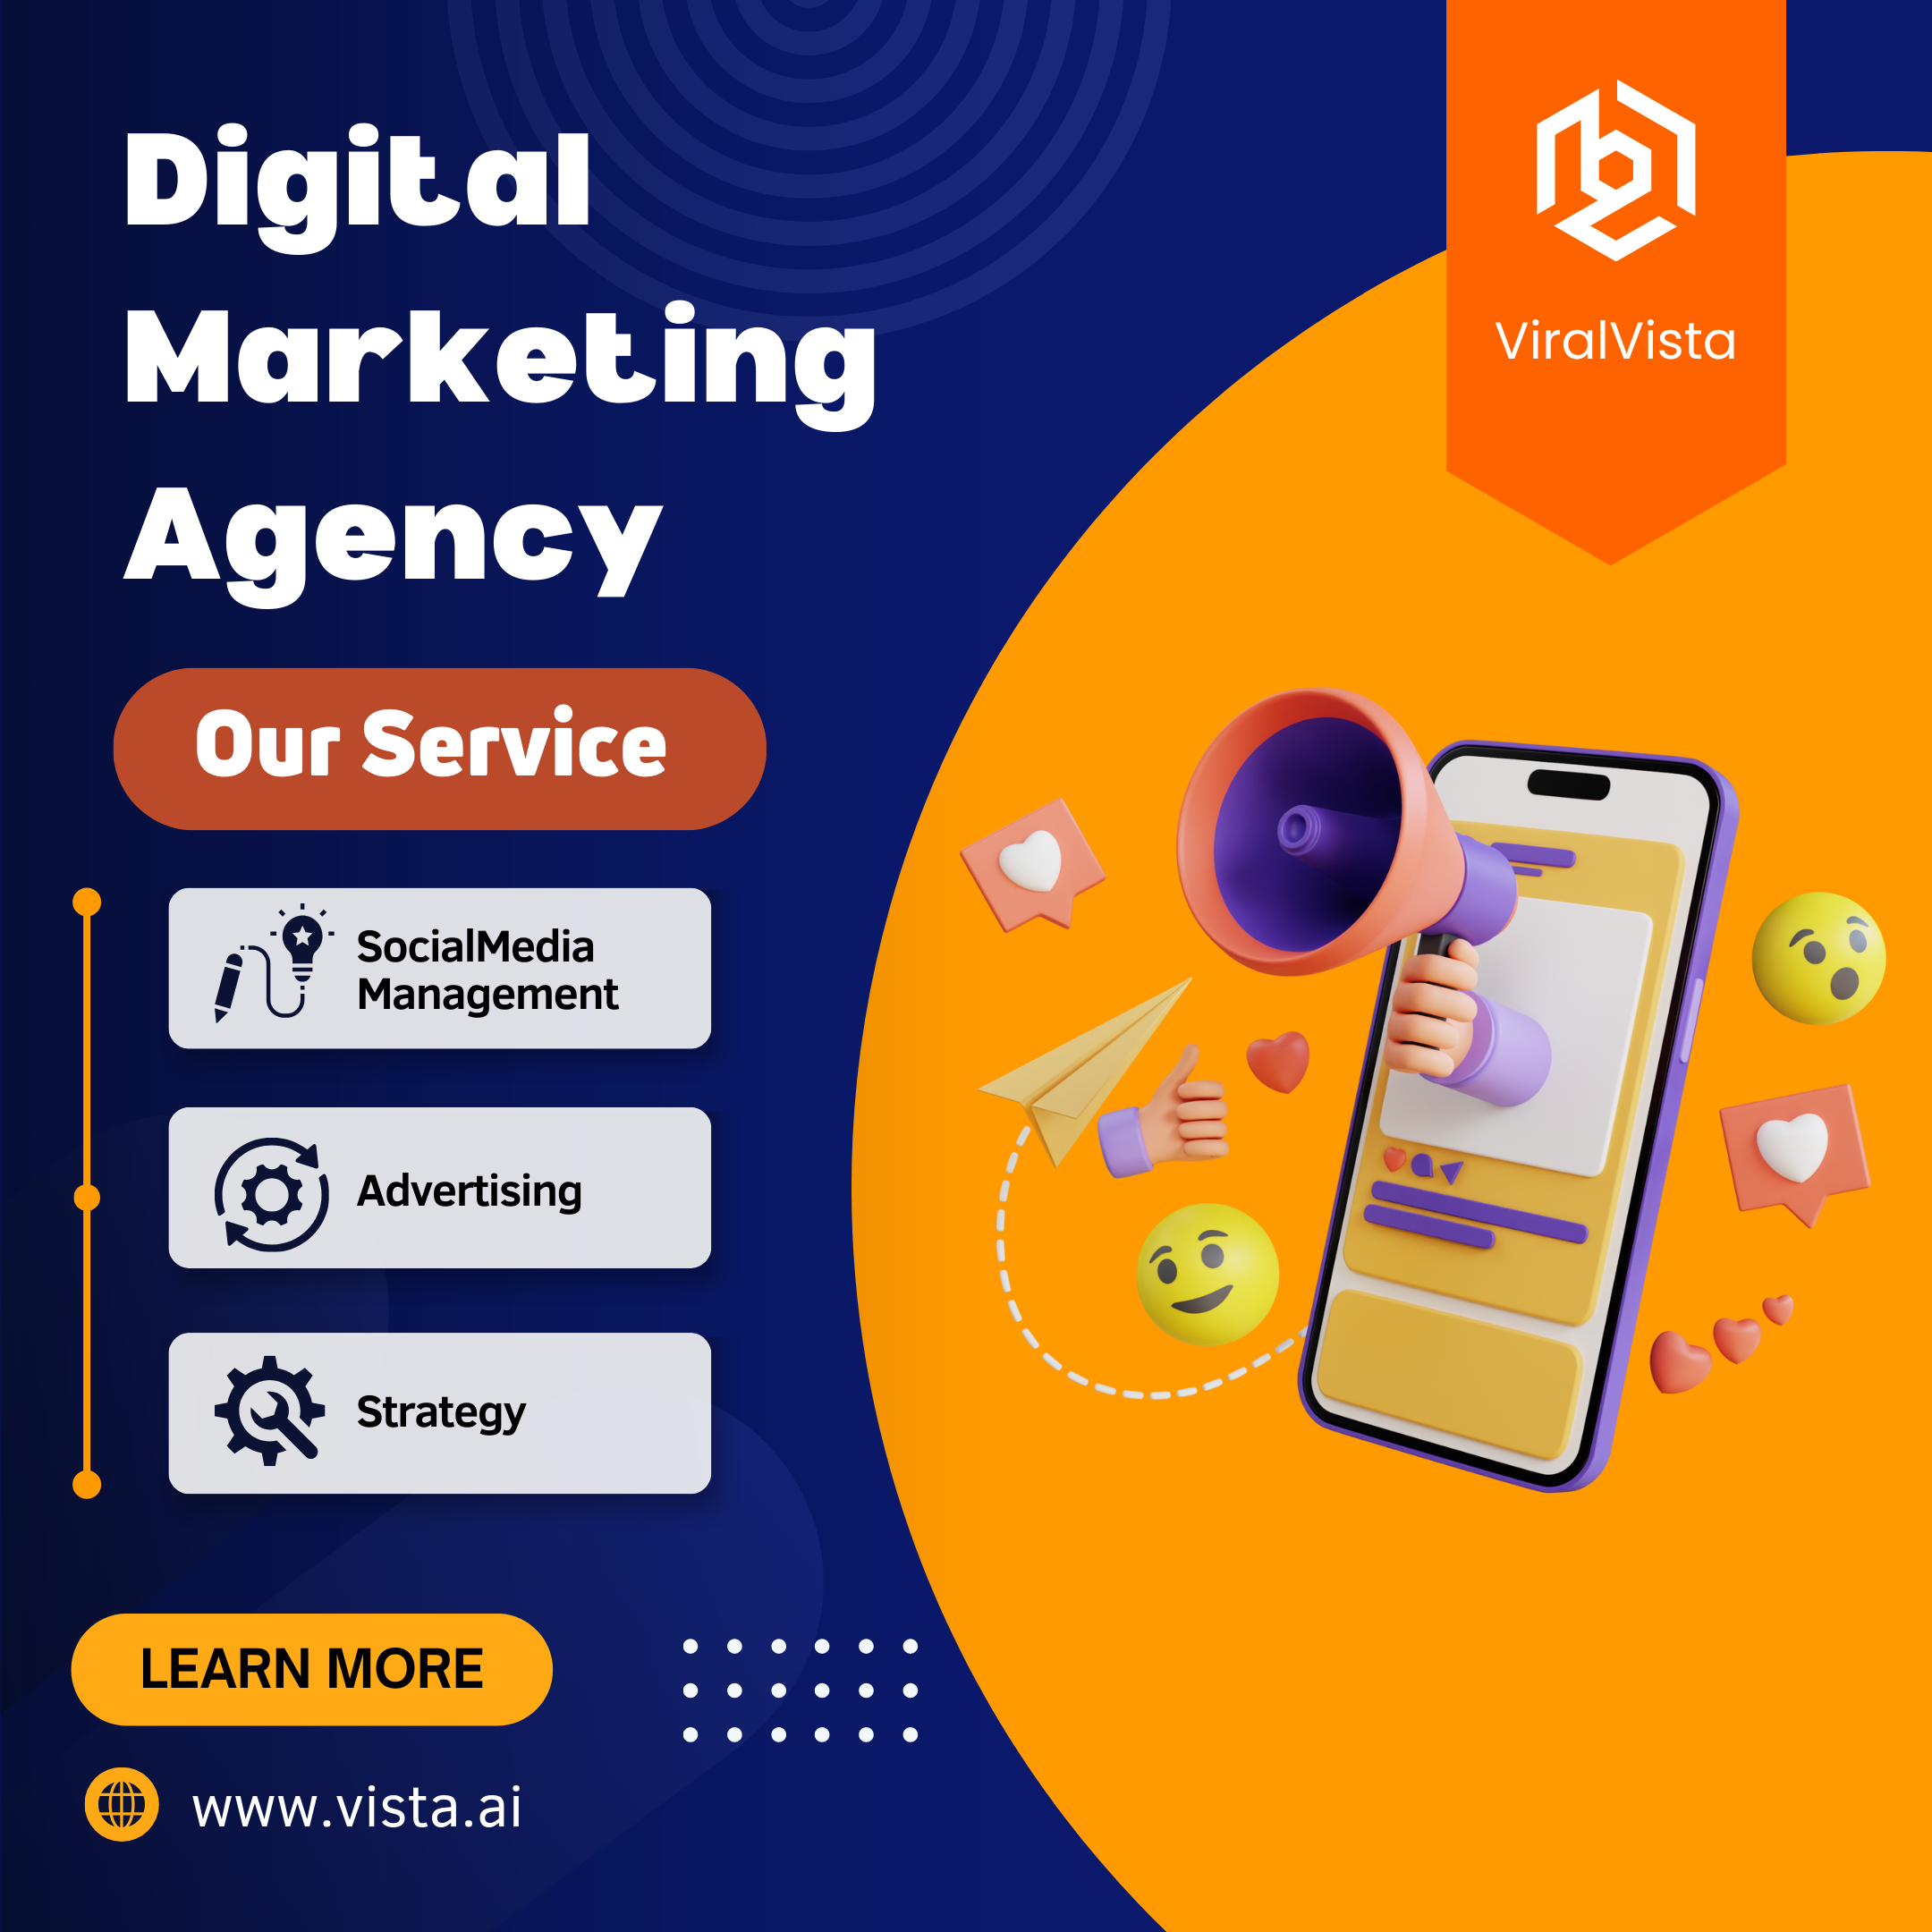 Digital
Marketing
Agency
ViralVista
Our Service
SocialMedia
Management
Advertising
Strategy
LEARN MORE
www.vista.ai